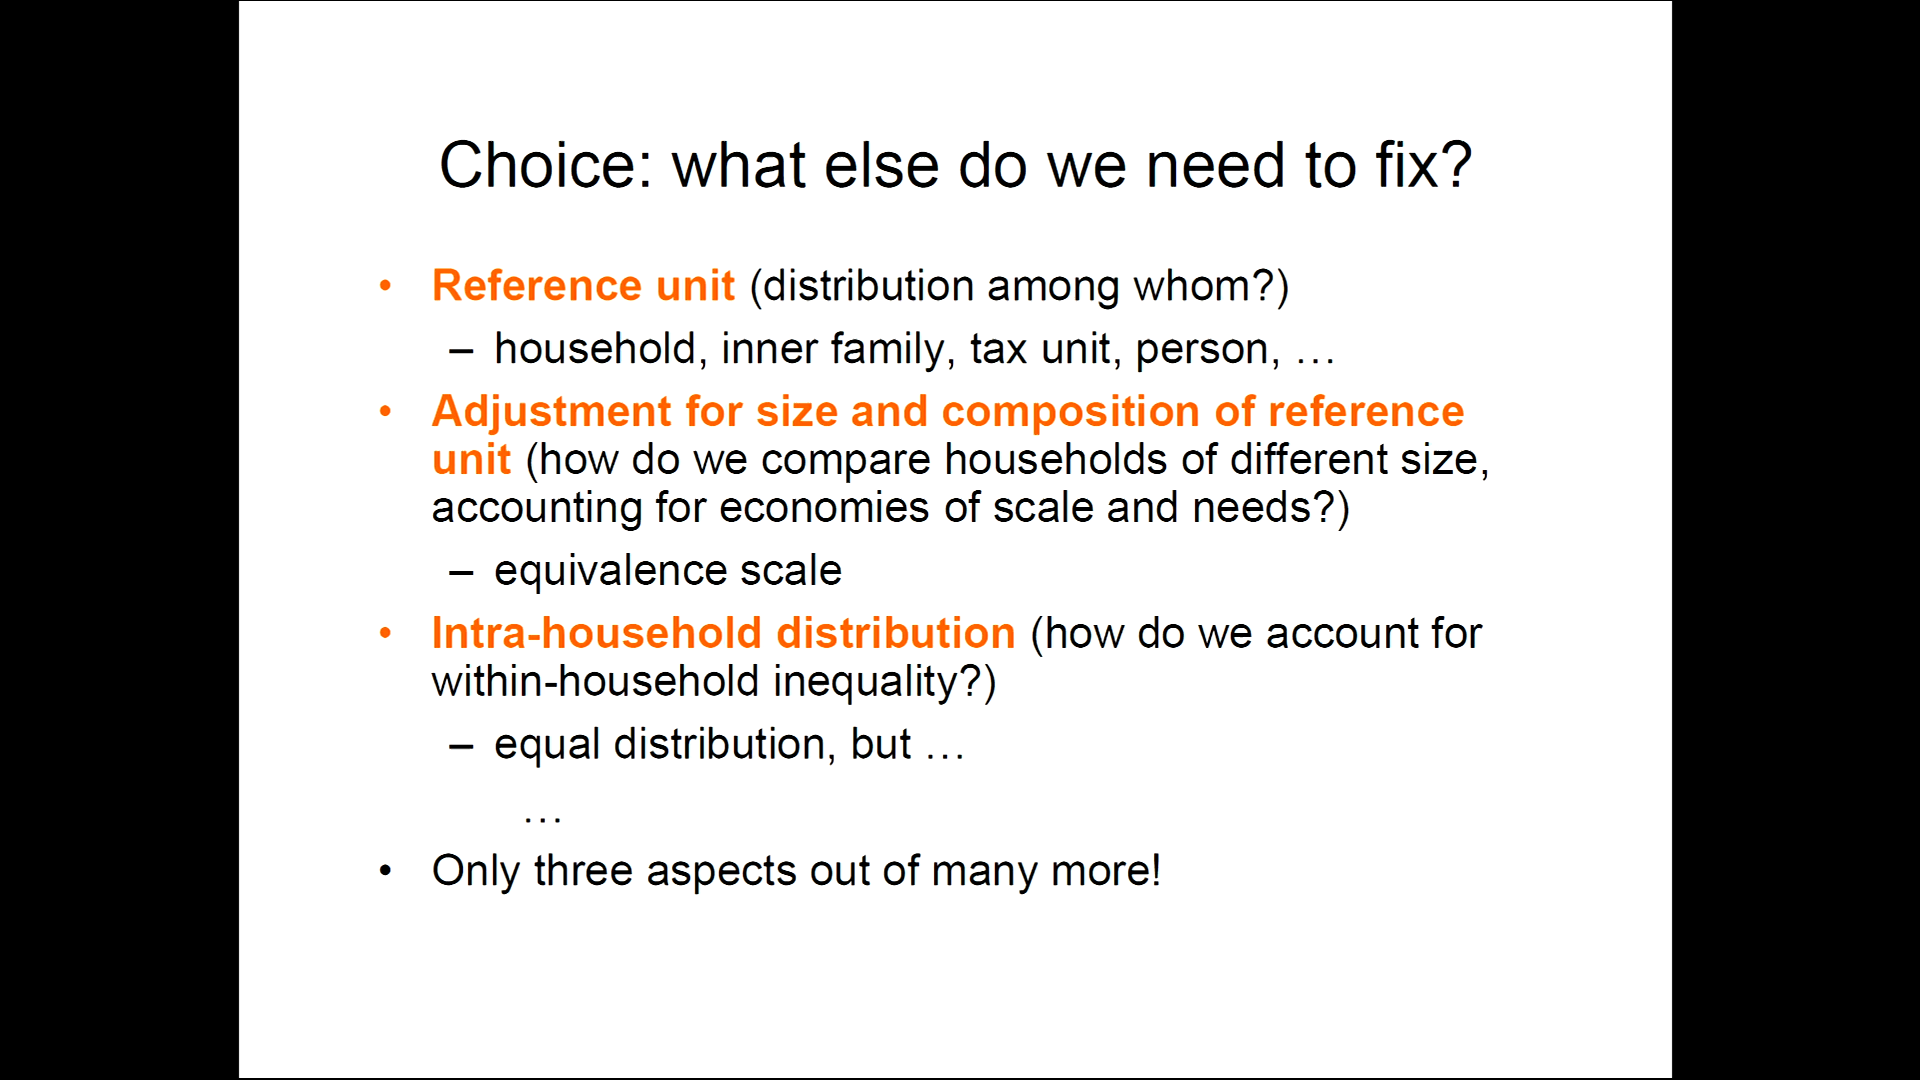 Choice: what else do we need to fix?
• Reference unit (distribution among whom?)
– household, inner family, tax unit, person, …
• Adjustment for size and composition of reference
unit (how do we compare households of different size,
accounting for economies of scale and needs?)
– equivalence scale
• Intra-household distribution (how do we account for
within-household inequality?)
– equal distribution, but …
…
• Only three aspects out of many more!